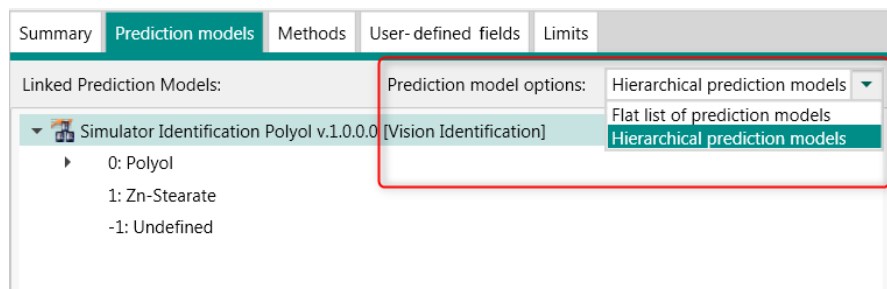 Summary Prediction models Methods User-defined fields Limits
Linked Prediction Models: Prediction model options: Hierarchical prediction models
Flat list of prediction models
Hierarchical prediction models
Simulator Identification Polyol v.1.0.0.0 [Vision Identification]
0: Polyol
1: Zn-Stearate
-1: Undefined